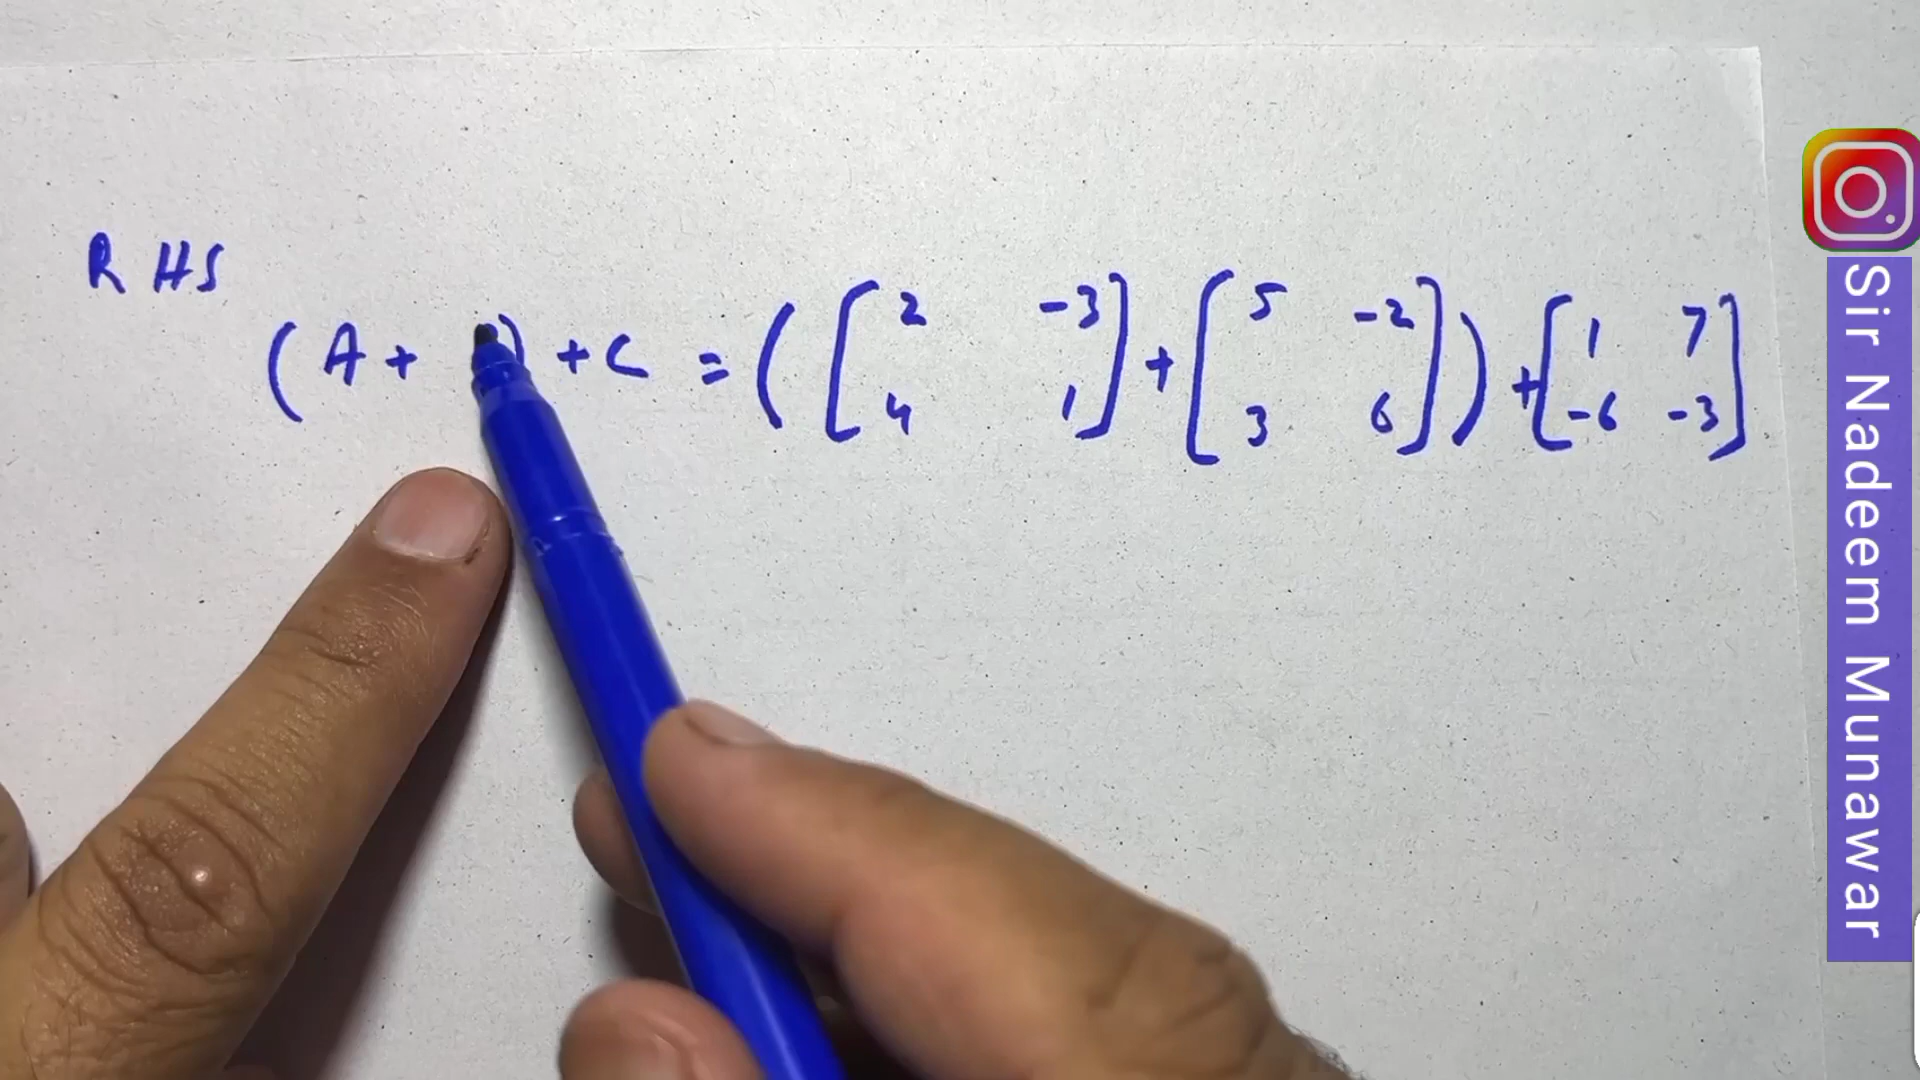 RHS
(A + ) + C = ([2 -3] + [5 -2]) + [1 7]
[4 1] [3 6] [-6 -3]
Sir Nadeem Munawar